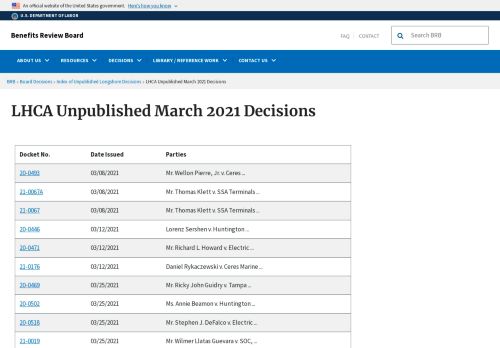 An official website of the United States government. Here's how you know
U.S. DEPARTMENT OF LABOR
Benefits Review Board
FAQ CONTACT
Search BRB
ABOUT US RESOURCES DECISIONS LIBRARY / REFERENCE WORK CONTACT US
BRB › Board Decisions › Index of Unpublished Longshore Decisions › LHCA Unpublished March 2021 Decisions
LHCA Unpublished March 2021 Decisions
Docket No. Date Issued Parties
20-0493 03/08/2021 Mr. Wellon Pierre, Jr. v. Ceres ...
21-0067A 03/08/2021 Mr. Thomas Klett v. SSA Terminals ...
21-0067 03/08/2021 Mr. Thomas Klett v. SSA Terminals ...
20-0446 03/12/2021 Lorenz Sershen v. Huntington ...
20-0471 03/12/2021 Mr. Richard L. Howard v. Electric ...
21-0176 03/12/2021 Daniel Rykaczewski v. Ceres Marine ...
20-0469 03/25/2021 Mr. Ricky John Guidry v. Tampa ...
20-0502 03/25/2021 Ms. Annie Beamon v. Huntington ...
20-0518 03/25/2021 Mr. Stephen J. DeFalco v. Electric ...
21-0019 03/25/2021 Mr. Wilmer Llatas Guevara v. SOC, ...